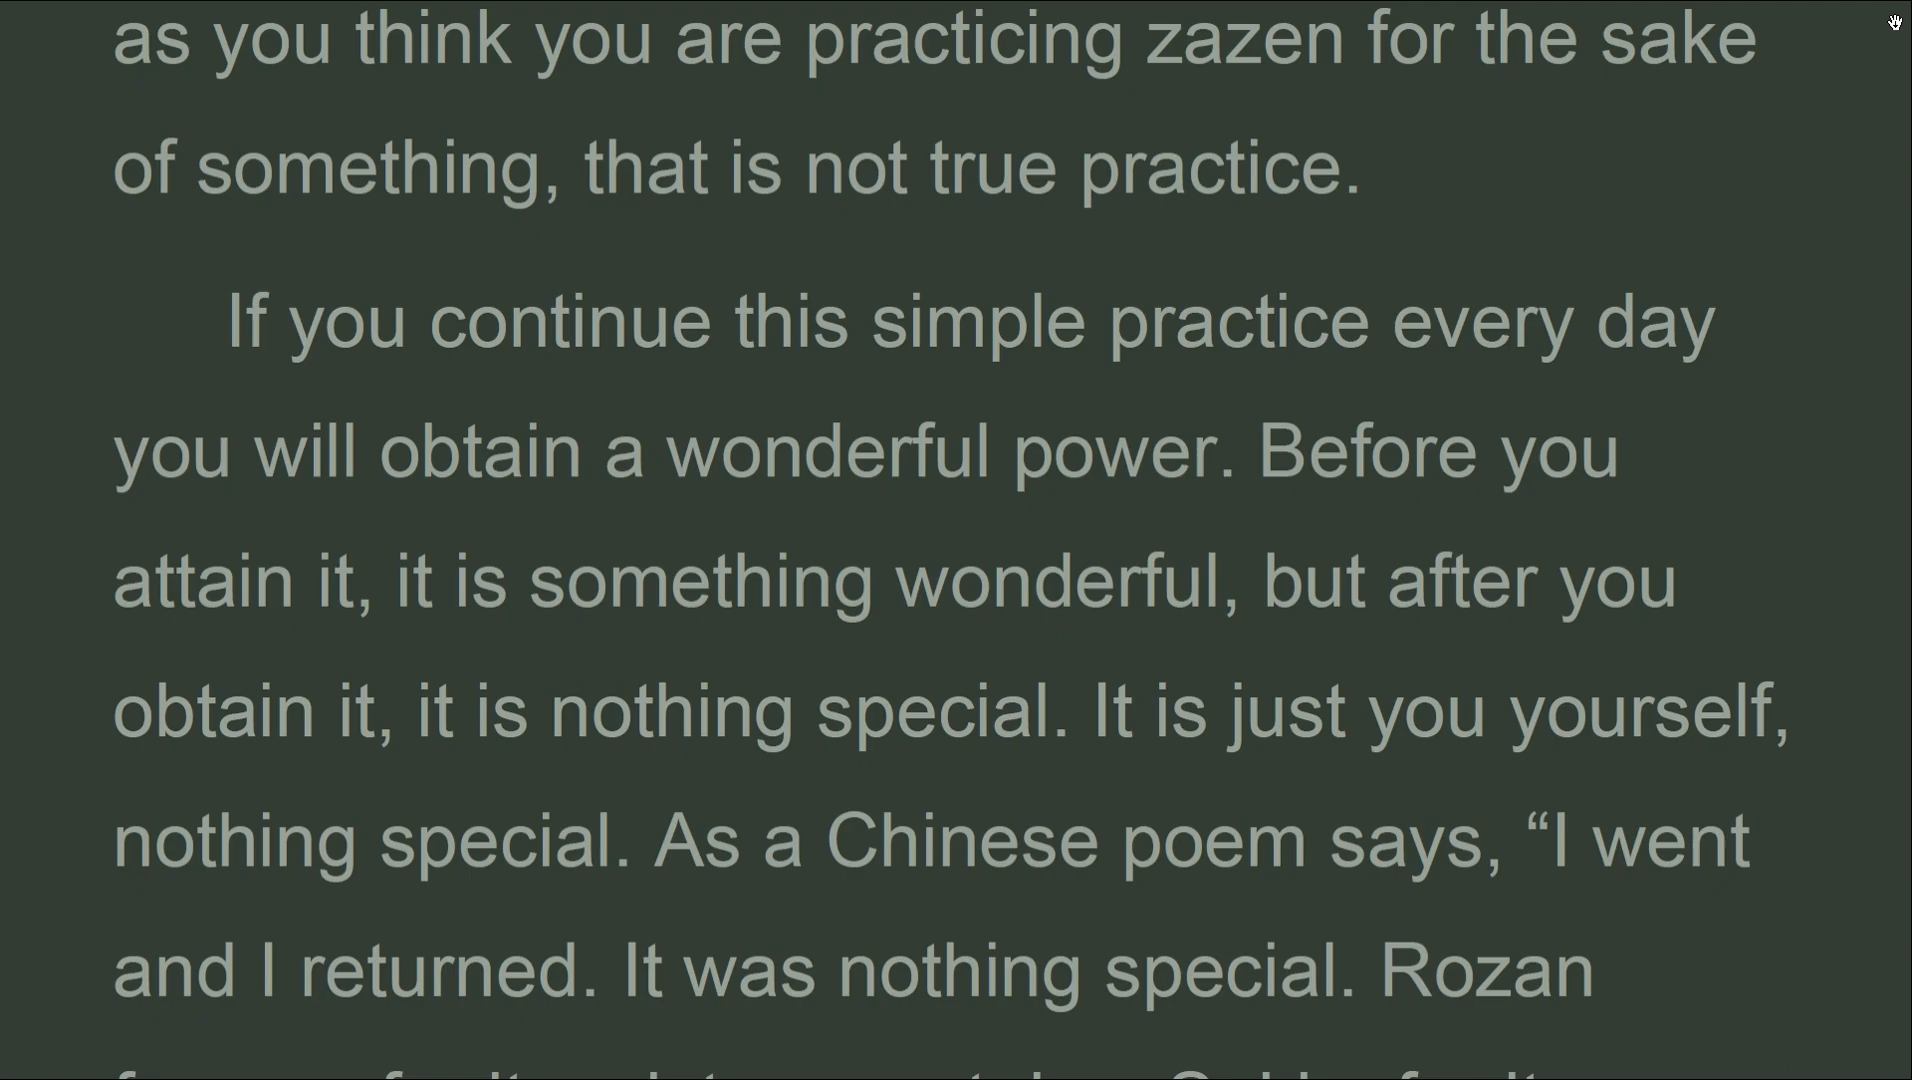 as you think you are practicing zazen for the sake
of something, that is not true practice.
If you continue this simple practice every day
you will obtain a wonderful power. Before you
attain it, it is something wonderful, but after you
obtain it, it is nothing special. It is just you yourself,
nothing special. As a Chinese poem says, “I went
and I returned. It was nothing special. Rozan